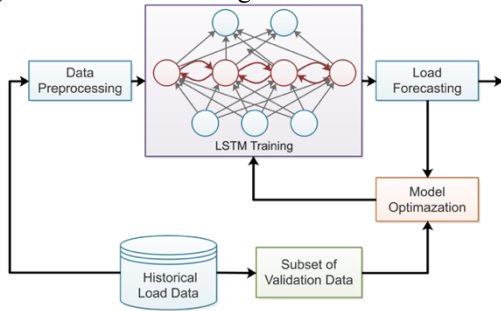 Data
Preprocessing
LSTM Training
Load
Forecasting
Model
Optimazation
Historical
Load Data
Subset of
Validation Data